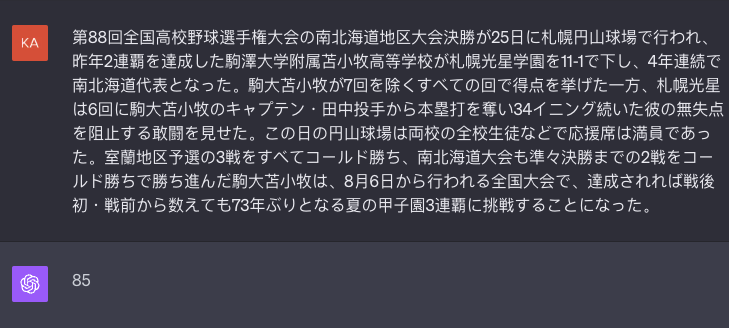 KA
第88回全国高校野球選手権大会の南北海道地区大会決勝が25日に札幌円山球場で行われ、
昨年2連覇を達成した駒澤大学附属苫小牧高等学校が札幌光星学園を11-1で下し、4年連続で
南北海道代表となった。駒大苫小牧が7回を除くすべての回で得点を挙げた一方、札幌光星
は6回に駒大苫小牧のキャプテン・田中投手から本塁打を奪い34イニング続いた彼の無失点
を阻止する敢闘を見せた。この日の円山球場は両校の全校生徒などで応援席は満員であっ
た。室蘭地区予選の3戦をすべてコールド勝ち、南北海道大会も準々決勝までの2戦をコー
ルド勝ちで勝ち進んだ駒大苫小牧は、8月6日から行われる全国大会で、達成されれば戦後
初・戦前から数えても73年ぶりとなる夏の甲子園3連覇に挑戦することになった。
85